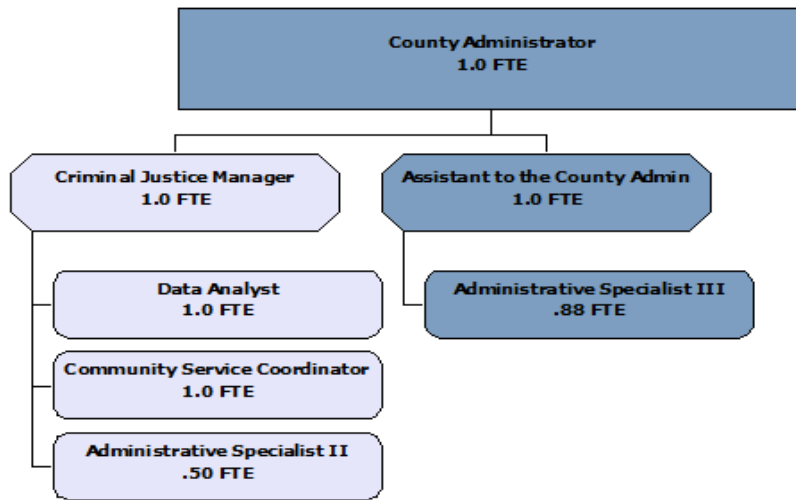 County Administrator
1.0 FTE
Criminal Justice Manager
1.0 FTE
Assistant to the County Admin
1.0 FTE
Data Analyst
1.0 FTE
Administrative Specialist III
.88 FTE
Community Service Coordinator
1.0 FTE
Administrative Specialist II
.50 FTE